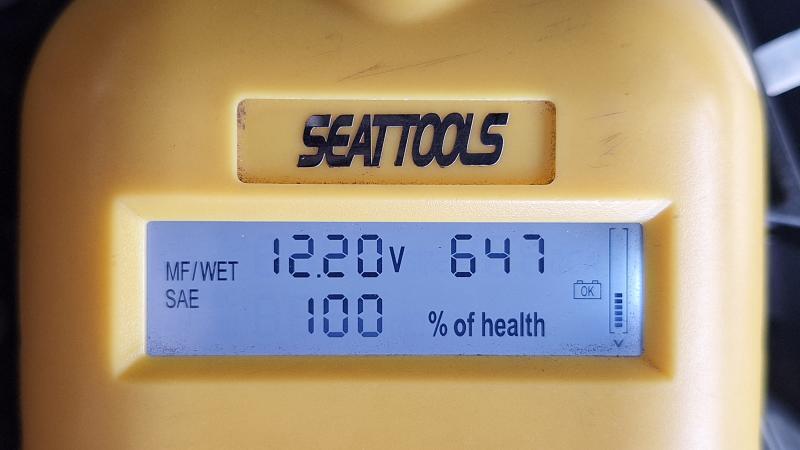 SEATTOOLS
MF/WET 12.20V 647
SAE 100 % of health
OK
V